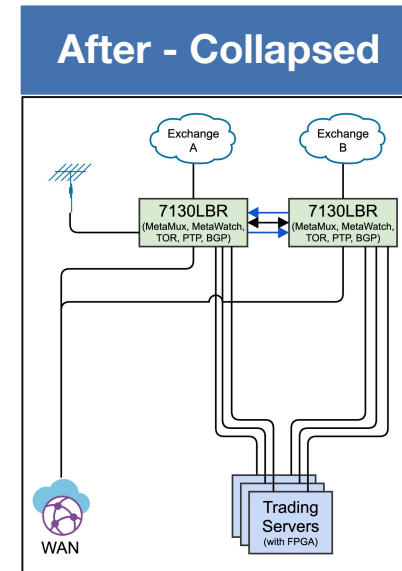 After - Collapsed
Exchange
A
Exchange
B
7130LBR
(MetaMux, MetaWatch,
TOR, PTP, BGP)
7130LBR
(MetaMux, MetaWatch,
TOR, PTP, BGP)
Trading
Servers
(with FPGA)
WAN